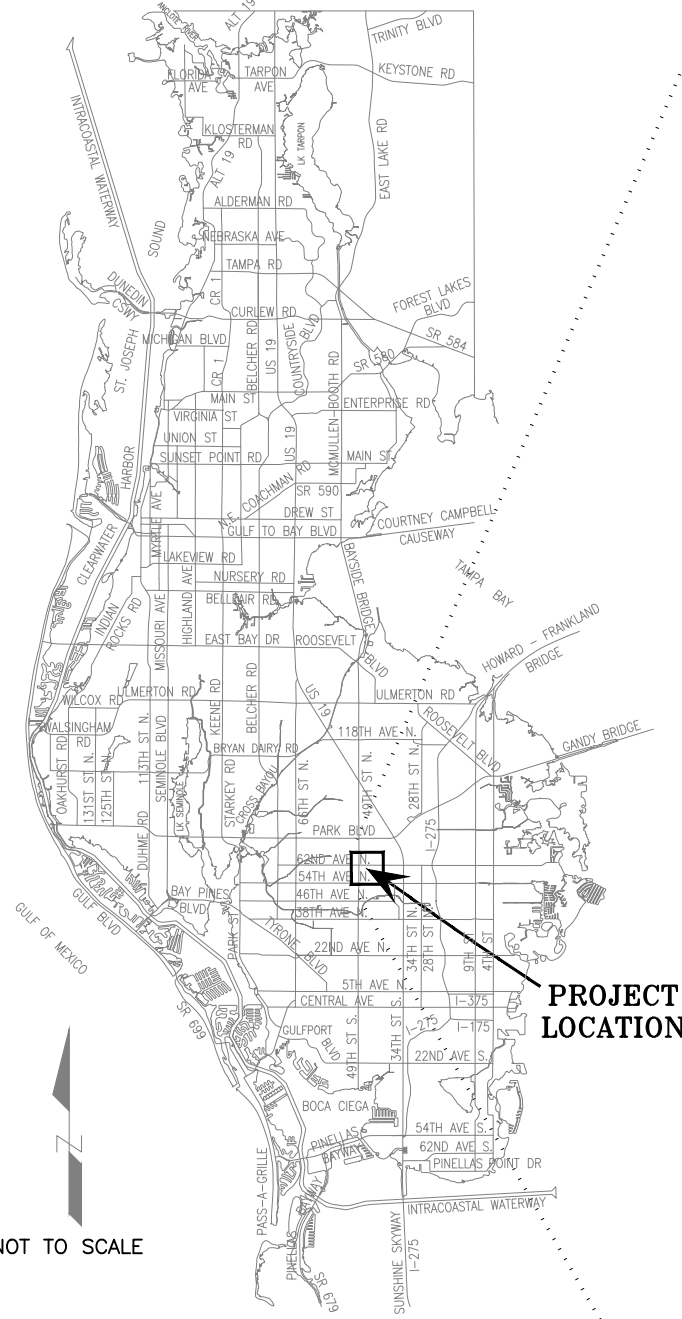 ANCLOTE RIVER
ALT 19
TRINITY BLVD
FLORIDA
AVE
TARPON
AVE
KEYSTONE RD
INTRACOASTAL WATERWAY
KLOSTERMAN
RD
LK TARPON
EAST LAKE RD
ALT 19
ALDERMAN RD
SOUND
NEBRASKA AVE
TAMPA RD
DUNEDIN
CSWY
CR 1
FOREST LAKES
BLVD
CURLEW RD
ST. JOSEPH
MICHIGAN BLVD
BELCHER RD
US 19
COUNTRYSIDE
BLVD
SR 584
SR 580
CR 1
MCMULLEN-BOOTH RD
MAIN ST
ENTERPRISE RD
VIRGINIA ST
UNION ST
US 19
SUNSET POINT RD
MAIN ST
HARBOR
N.E. COACHMAN RD
SR 590
MYRTLE AVE
DREW ST
COURTNEY CAMPBELL
CAUSEWAY
GULF TO BAY BLVD
CLEARWATER
LAKEVIEW RD
BAYSIDE BRIDGE
TAMPA BAY
NURSERY RD
HIGHLAND AVE
BELLEAIR RD
INDIAN
ROCKS RD
MISSOURI AVE
EAST BAY DR
ROOSEVELT
BLVD
HOWARD - FRANKLAND
BRIDGE
WILCOX RD
ULMERTON RD
KEENE RD
BELCHER RD
US 19
ULMERTON RD
WALSINGHAM
RD
113TH ST N.
SEMINOLE BLVD
118TH AVE N.
ROOSEVELT BLVD
GANDY BRIDGE
OAKHURST RD
131ST ST N.
125TH ST N.
BRYAN DAIRY RD
LK SEMINOLE
STARKEY RD
CROSS BAYOU
66TH ST N.
49TH ST N.
28TH ST N.
I-275
DUHME RD
PARK BLVD
62ND AVE N.
54TH AVE N.
46TH AVE N.
38TH AVE N.
BAY PINES
BLVD
GULF OF MEXICO
GULF BLVD
PARK ST
TYRONE BLVD
22ND AVE N.
34TH ST N.
28TH ST N.
9TH ST
4TH ST
5TH AVE N.
CENTRAL AVE
I-375
PROJECT
LOCATION
SR 699
GULFPORT
BLVD
49TH ST S.
34TH ST S.
I-275
I-175
22ND AVE S.
BOCA CIEGA
54TH AVE S.
62ND AVE S.
PINELLAS
BAYWAY
PINELLAS POINT DR
Z
PASS-A-GRILLE
PINELLAS
BAYWAY
INTRACOASTAL WATERWAY
NOT TO SCALE
SUNSHINE SKYWAY
I-275
SR 679